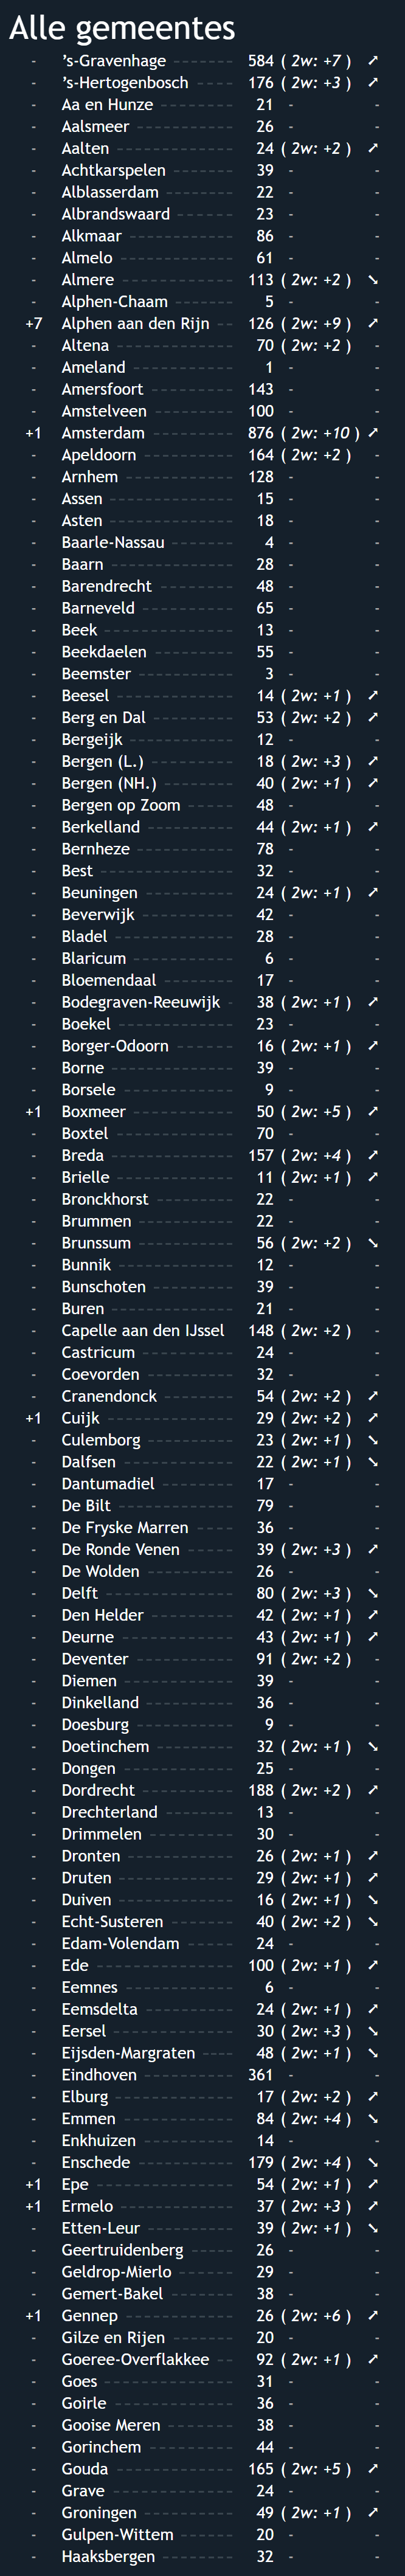 Alle gemeentes
- 's-Gravenhage ------- 584 ( 2w: +7 ) ➚
- 's-Hertogenbosch ----- 176 ( 2w: +3 ) ➚
- Aa en Hunze --------- 21 - -
- Aalsmeer ----------- 26 - -
- Aalten ------------- 24 ( 2w: +2 ) ➚
- Achtkarspelen ------- 39 - -
- Alblasserdam -------- 22 - -
- Albrandswaard ------- 23 - -
- Alkmaar ------------ 86 - -
- Almelo ------------- 61 - -
- Almere ------------- 113 ( 2w: +2 ) ➘
- Alphen-Chaam ------- 5 - -
+7 Alphen aan den Rijn -- 126 ( 2w: +9 ) ➚
- Altena ------------- 70 ( 2w: +2 ) -
- Ameland ----------- 1 - -
- Amersfoort --------- 143 - -
- Amstelveen --------- 100 - -
+1 Amsterdam ---------- 876 ( 2w: +10 ) ➚
- Apeldoorn ---------- 164 ( 2w: +2 ) -
- Arnhem ------------ 128 - -
- Assen -------------- 15 - -
- Asten -------------- 18 - -
- Baarle-Nassau ------- 4 - -
- Baarn -------------- 28 - -
- Barendrecht --------- 48 - -
- Barneveld ----------- 65 - -
- Beek --------------- 13 - -
- Beekdaelen --------- 55 - -
- Beemster ----------- 3 - -
- Beesel ------------- 14 ( 2w: +1 ) ➚
- Berg en Dal --------- 53 ( 2w: +2 ) ➚
- Bergeijk ------------ 12 - -
- Bergen (L.) ---------- 18 ( 2w: +3 ) ➚
- Bergen (NH.) -------- 40 ( 2w: +1 ) ➚
- Bergen op Zoom ----- 48 - -
- Berkelland ---------- 44 ( 2w: +1 ) ➚
- Bernheze ----------- 78 - -
- Best --------------- 32 - -
- Beuningen ---------- 24 ( 2w: +1 ) ➚
- Beverwijk ----------- 42 - -
- Bladel ------------- 28 - -
- Blaricum ------------ 6 - -
- Bloemendaal -------- 17 - -
- Bodegraven-Reeuwijk - 38 ( 2w: +1 ) ➚
- Boekel ------------- 23 - -
- Borger-Odoorn ------- 16 ( 2w: +1 ) ➚
- Borne -------------- 39 - -
- Borsele ------------- 9 - -
+1 Boxmeer ------------ 50 ( 2w: +5 ) ➚
- Boxtel -------------- 70 - -
- Breda -------------- 157 ( 2w: +4 ) ➚
- Brielle ------------- 11 ( 2w: +1 ) ➚
- Bronckhorst --------- 22 - -
- Brummen ----------- 22 - -
- Brunssum ----------- 56 ( 2w: +2 ) ➘
- Bunnik ------------- 12 - -
- Bunschoten --------- 39 - -
- Buren -------------- 21 - -
- Capelle aan den IJssel 148 ( 2w: +2 ) -
- Castricum ----------- 24 - -
- Coevorden ---------- 32 - -
- Cranendonck -------- 54 ( 2w: +2 ) ➚
+1 Cuijk --------------- 29 ( 2w: +2 ) ➚
- Culemborg ---------- 23 ( 2w: +1 ) ➘
- Dalfsen ------------- 22 ( 2w: +1 ) ➘
- Dantumadiel -------- 17 - -
- De Bilt ------------- 79 - -
- De Fryske Marren ---- 36 - -
- De Ronde Venen ------ 39 ( 2w: +3 ) ➚
- De Wolden ---------- 26 - -
- Delft --------------- 80 ( 2w: +3 ) ➘
- Den Helder ---------- 42 ( 2w: +1 ) ➚
- Deurne ------------- 43 ( 2w: +1 ) ➚
- Deventer ----------- 91 ( 2w: +2 ) -
- Diemen ------------- 39 - -
- Dinkelland ---------- 36 - -
- Doesburg ----------- 9 - -
- Doetinchem --------- 32 ( 2w: +1 ) ➘
- Dongen ------------- 25 - -
- Dordrecht ----------- 188 ( 2w: +2 ) ➚
- Drechterland -------- 13 - -
- Drimmelen ---------- 30 - -
- Dronten ------------ 26 ( 2w: +1 ) ➚
- Druten ------------- 29 ( 2w: +1 ) ➚
- Duiven ------------- 16 ( 2w: +1 ) ➘
- Echt-Susteren -------- 40 ( 2w: +2 ) ➘
- Edam-Volendam ------ 24 - -
- Ede ---------------- 100 ( 2w: +1 ) ➚
- Eemnes ------------- 6 - -
- Eemsdelta ---------- 24 ( 2w: +1 ) ➚
- Eersel -------------- 30 ( 2w: +3 ) ➘
- Eijsden-Margraten ---- 48 ( 2w: +1 ) ➘
- Eindhoven ---------- 361 - -
- Elburg ------------- 17 ( 2w: +2 ) ➚
- Emmen ------------- 84 ( 2w: +4 ) ➘
- Enkhuizen ---------- 14 - -
- Enschede ----------- 179 ( 2w: +4 ) ➘
+1 Epe ---------------- 54 ( 2w: +1 ) ➚
+1 Ermelo ------------- 37 ( 2w: +3 ) ➚
- Etten-Leur ---------- 39 ( 2w: +1 ) ➘
- Geertruidenberg ----- 26 - -
- Geldrop-Mierlo ------- 29 - -
- Gemert-Bakel -------- 38 - -
+1 Gennep ------------- 26 ( 2w: +6 ) ➚
- Gilze en Rijen ------- 20 - -
- Goeree-Overflakkee -- 92 ( 2w: +1 ) ➚
- Goes --------------- 31 - -
- Goirle -------------- 36 - -
- Gooise Meren -------- 38 - -
- Gorinchem ---------- 44 - -
- Gouda -------------- 165 ( 2w: +5 ) ➚
- Grave -------------- 24 - -
- Groningen ---------- 49 ( 2w: +1 ) ➚
- Gulpen-Wittem ------ 20 - -
- Haaksbergen -------- 32 - -